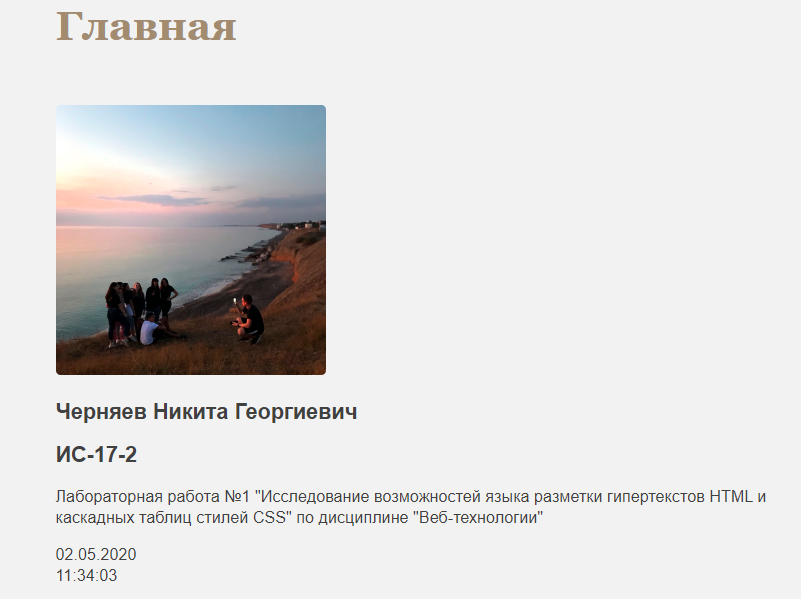 Главная
Черняев Никита Георгиевич
ИС-17-2
Лабораторная работа №1 "Исследование возможностей языка разметки гипертекстов HTML и
каскадных таблиц стилей CSS" по дисциплине "Веб-технологии"
02.05.2020
11:34:03